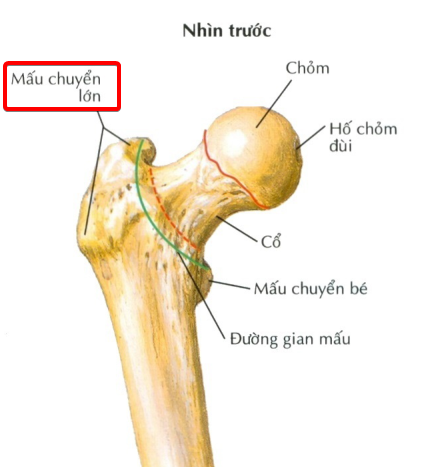 Nhìn trước
Chỏm
Mấu chuyển
lớn
Hố chỏm
đùi
Cổ
Mấu chuyển bé
Đường gian mấu